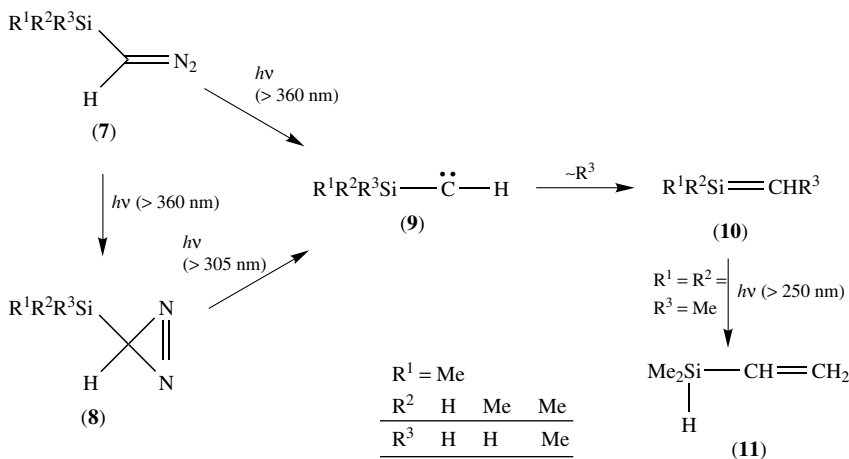 R¹R²R³Si
N₂
H
(7)
hν
(> 360 nm)
hν (> 360 nm)
R¹R²R³Si
N
N
H
(8)
hν
(> 305 nm)
R¹R²R³Si—C̈—H
(9)
~R³
R¹R²Si=CHR³
(10)
R¹ = R² =
R³ = Me
hν (> 250 nm)
Me₂Si—CH=CH₂
H
(11)
R¹ = Me
R² H Me Me
R³ H H Me